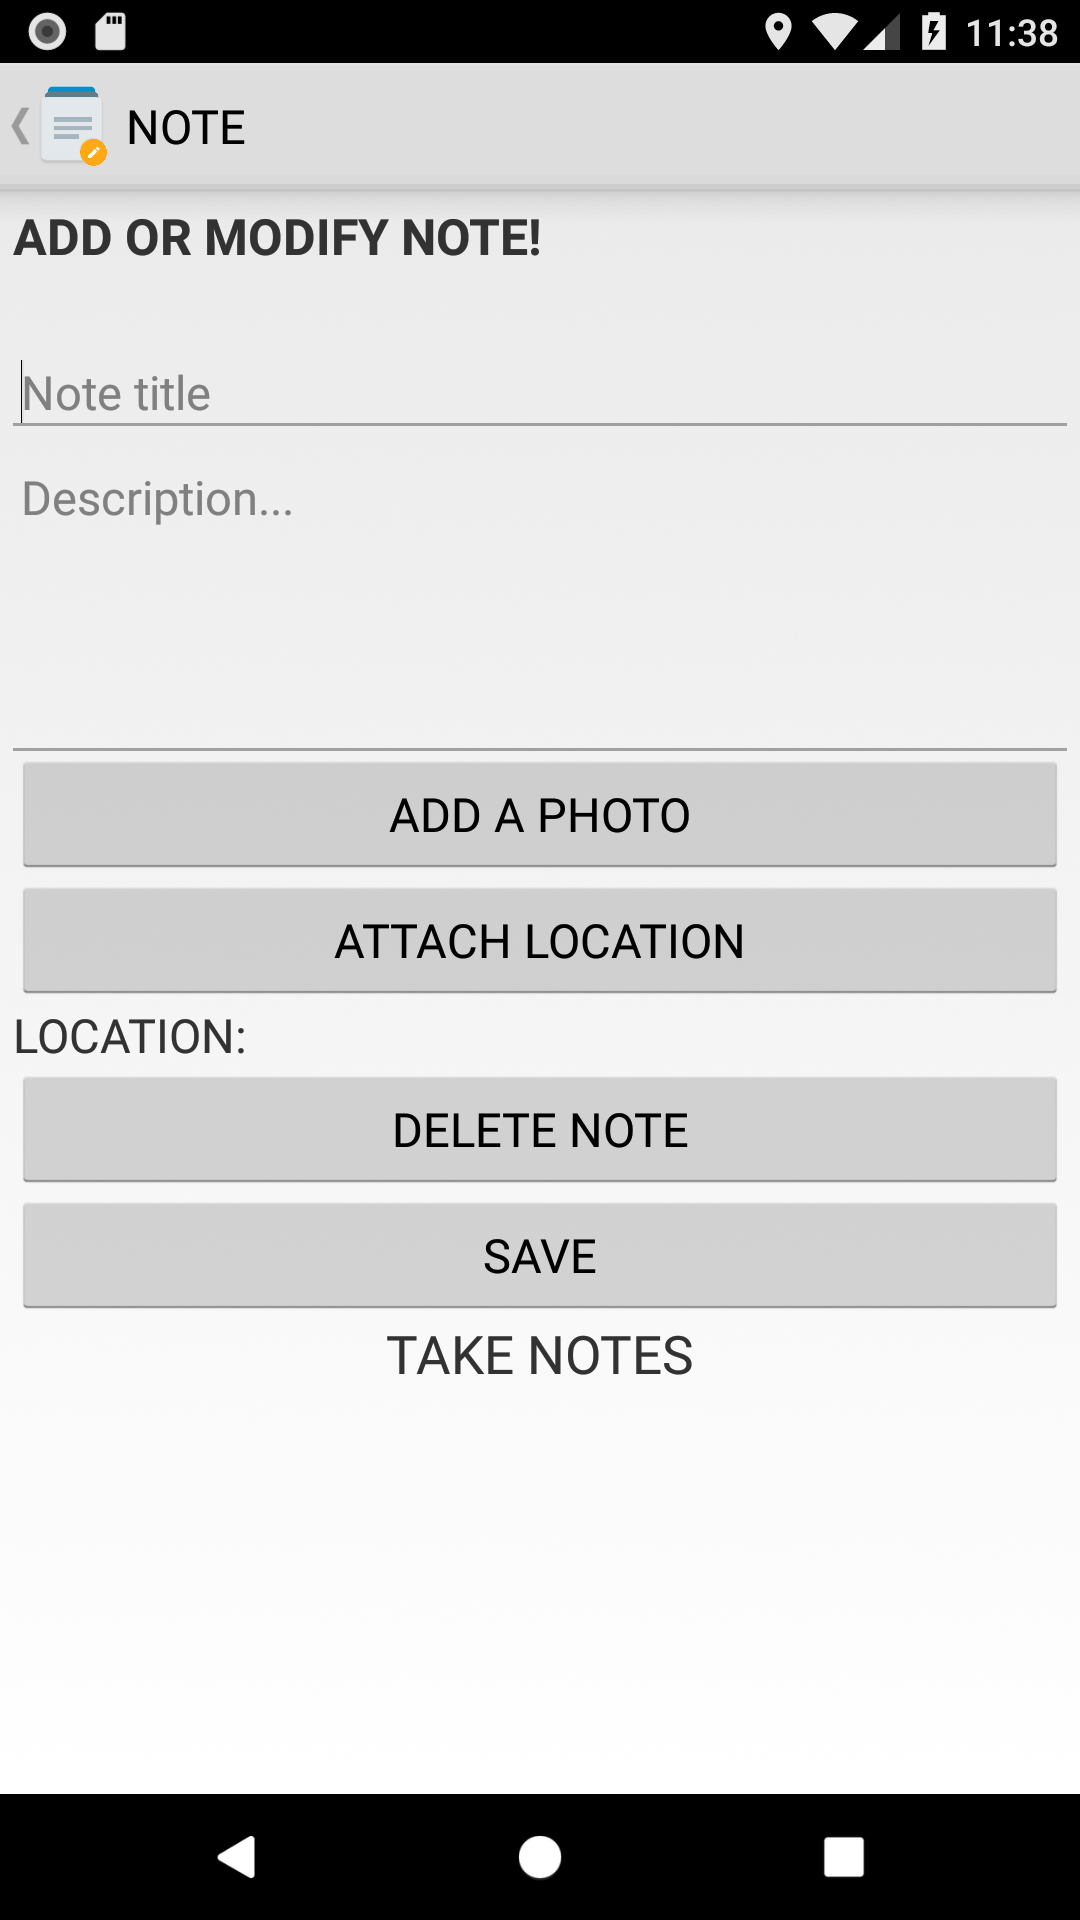 11:38
NOTE
ADD OR MODIFY NOTE!
Note title
Description...
ADD A PHOTO
ATTACH LOCATION
LOCATION:
DELETE NOTE
SAVE
TAKE NOTES